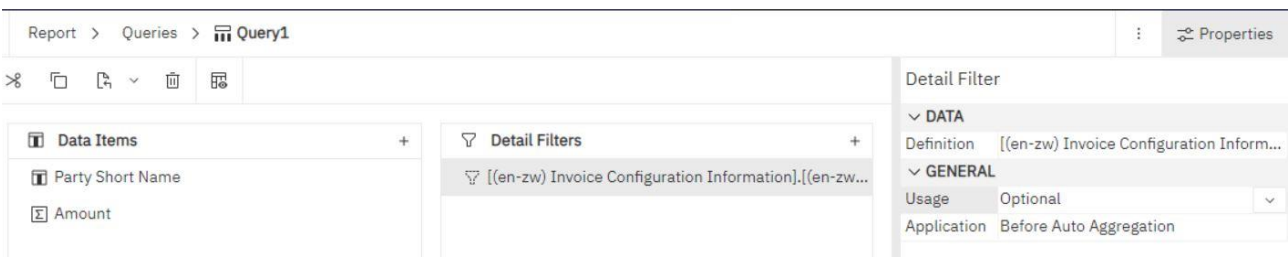 Report > Queries > Query1
Properties
Detail Filter
DATA
Data Items +
Detail Filters +
Definition [(en-zw) Invoice Configuration Inform...
GENERAL
Party Short Name
[(en-zw) Invoice Configuration Information].[(en-zw...
Usage Optional
Amount
Application Before Auto Aggregation